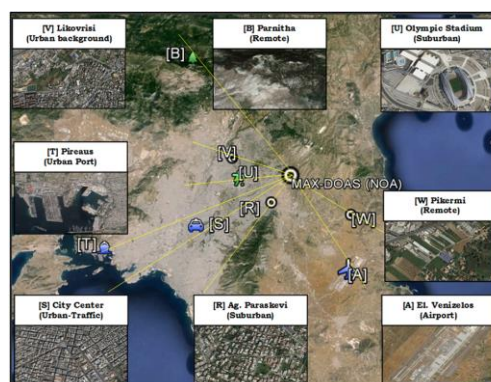 [V] Likovrisi
(Urban background)
[B] Parnitha
(Remote)
[U] Olympic Stadium
(Suburban)
[B]
[T] Pireaus
(Urban Port)
[V]
[U]
MAX-DOAS (NOA)
[R]
[W]
[W] Pikermi
(Remote)
[S]
[T]
[A]
[S] City Center
(Urban-Traffic)
[R] Ag. Paraskevi
(Suburban)
[A] El. Venizelos
(Airport)